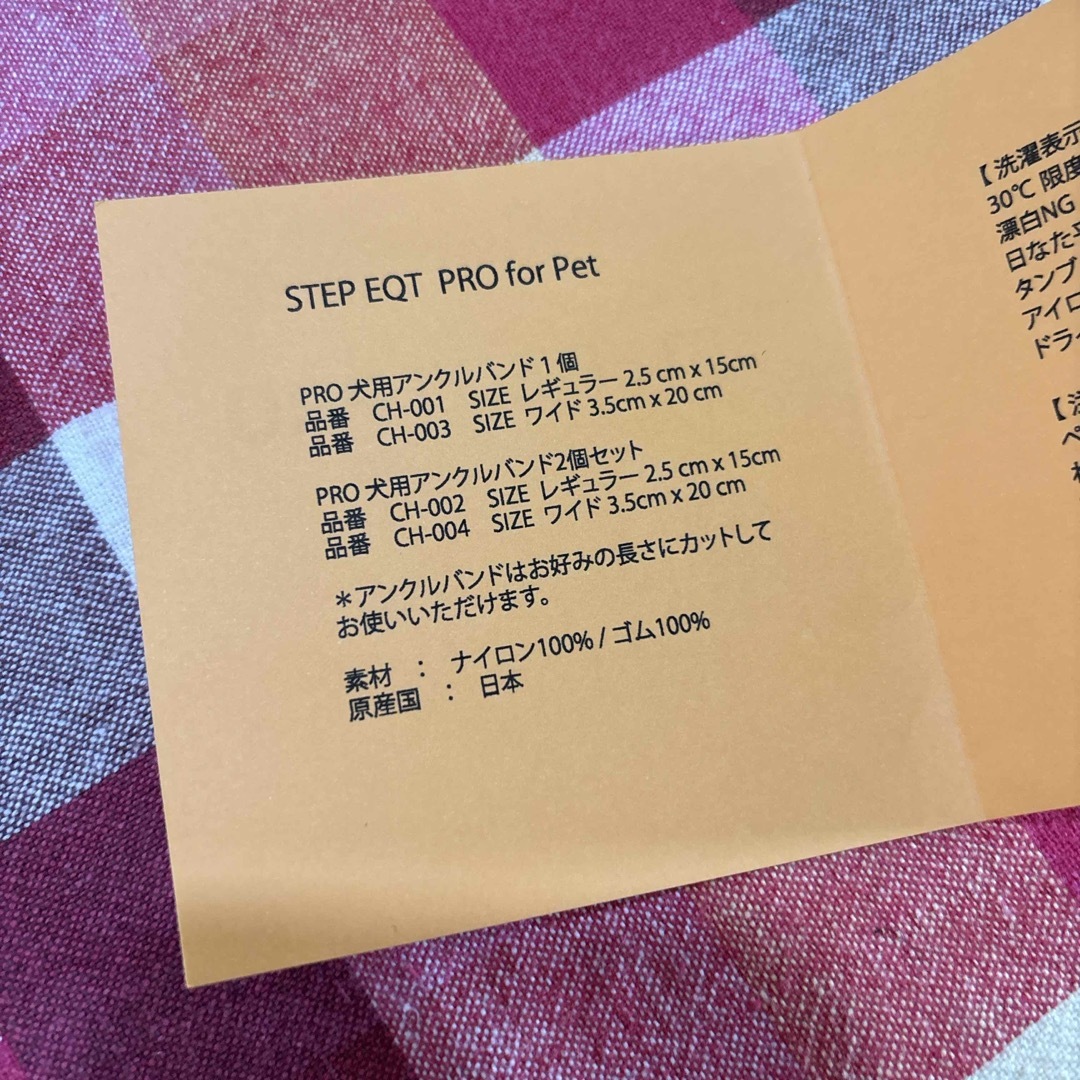 STEP EQT PRO for Pet
PRO 犬用アンクルバンド 1 個
品番 CH-001 SIZE レギュラー 2.5 cm x 15cm
品番 CH-003 SIZE ワイド 3.5cm x 20 cm
PRO 犬用アンクルバンド2個セット
品番 CH-002 SIZE レギュラー 2.5 cm x 15cm
品番 CH-004 SIZE ワイド 3.5cm x 20 cm
*アンクルバンドはお好みの長さにカットして
お使いいただけます。
素材 : ナイロン100% / ゴム100%
原産国 : 日本
【 洗濯表示
30℃ 限度
漂白NG
日なた
タンブ
アイロ
ドライ
【